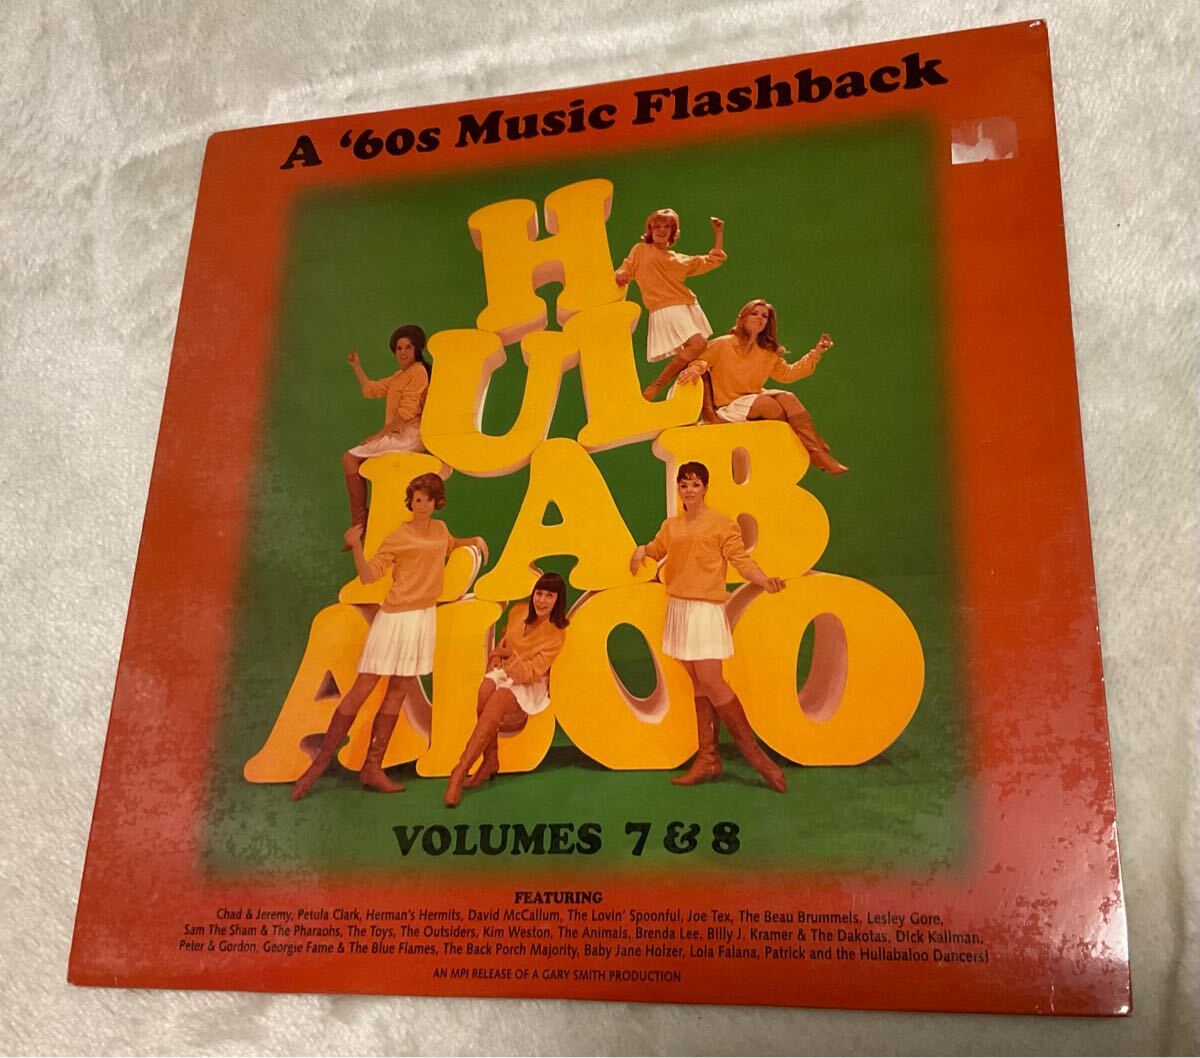 A '60s Music Flashback
H
UL
LAB
ALOO
VOLUMES 7 & 8
FEATURING
Chad & Jeremy, Petula Clark, Herman's Hermits, David McCallum, The Lovin' Spoonful, Joe Tex, The Beau Brummels, Lesley Gore,
Sam The Sham & The Pharaohs, The Toys, The Outsiders, Kim Weston, The Animals, Brenda Lee, Billy J. Kramer & The Dakotas, Dick Kallman,
Peter & Gordon, Georgie Fame & The Blue Flames, The Back Porch Majority, Baby Jane Holzer, Lola Falana, Patrick and the Hullabaloo Dancers!
AN MPI RELEASE OF A GARY SMITH PRODUCTION